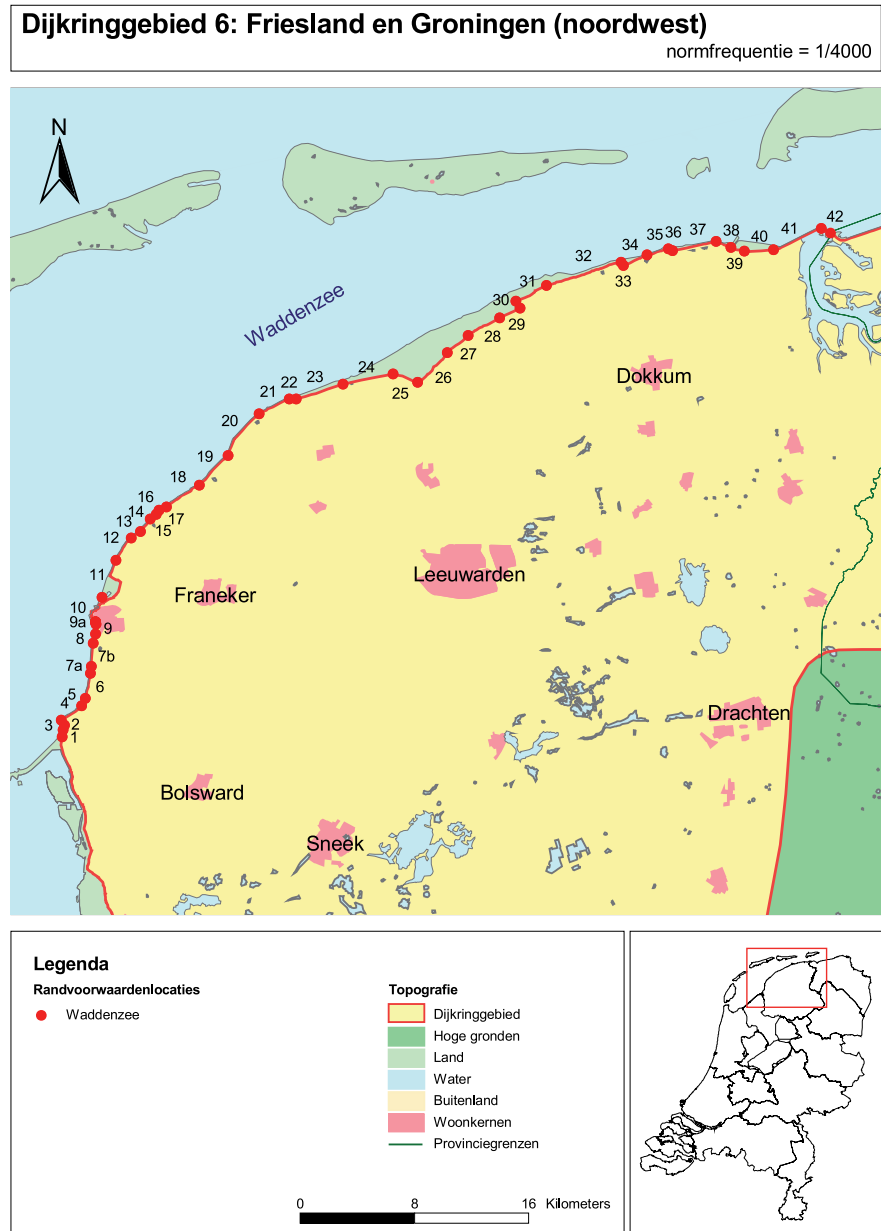 Dijkringgebied 6: Friesland en Groningen (noordwest)
normfrequentie = 1/4000
N
Waddenzee
42
41
40
39
38
37
36
35
34
33
32
31
30
29
28
27
26
25
24
23
22
21
20
19
18
17
16
15
14
13
12
11
10
9a
9
8
7b
7a
6
5
4
3
2
1
Dokkum
Leeuwarden
Franeker
Drachten
Bolsward
Sneek
Legenda
Randvoorwaardenlocaties
Waddenzee
Topografie
Dijkringgebied
Hoge gronden
Land
Water
Buitenland
Woonkernen
Provinciegrenzen
0 8 16 Kilometers